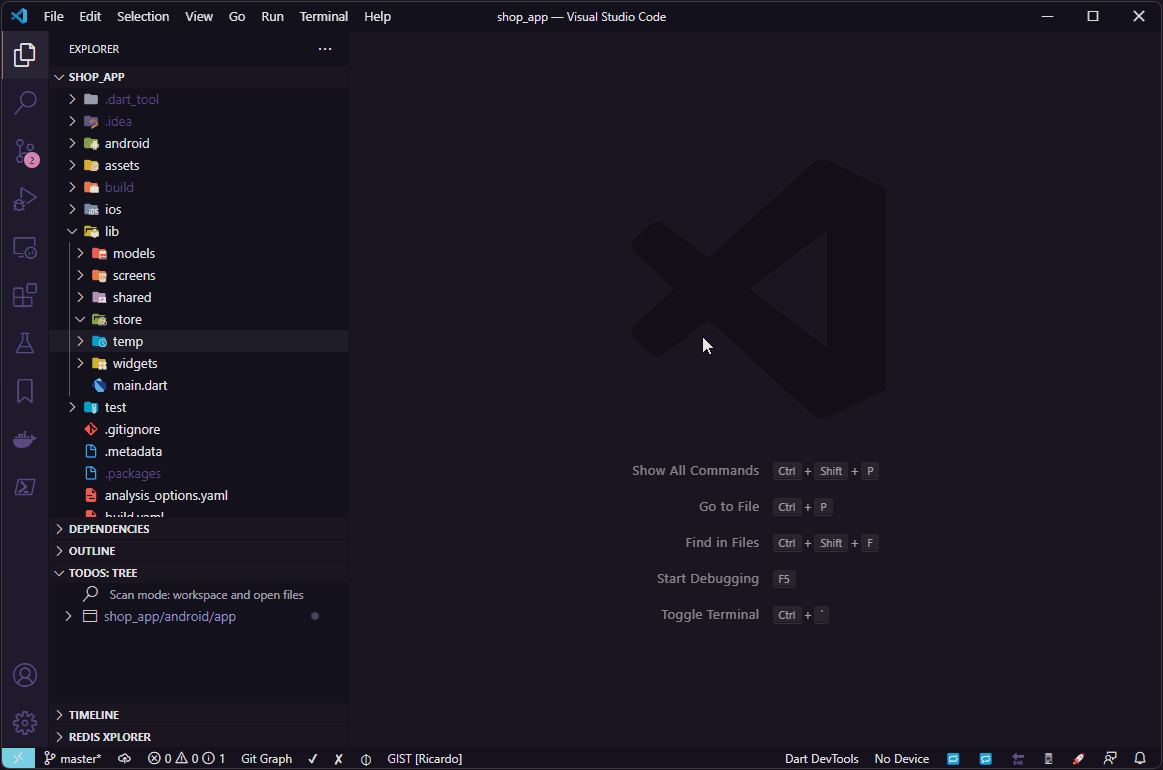 File Edit Selection View Go Run Terminal Help shop_app — Visual Studio Code
EXPLORER
SHOP_APP
.dart_tool
.idea
android
assets
build
ios
lib
models
screens
shared
store
temp
widgets
main.dart
test
.gitignore
.metadata
.packages
analysis_options.yaml
build.yaml
DEPENDENCIES
OUTLINE
TODOS: TREE
Scan mode: workspace and open files
shop_app/android/app
TIMELINE
REDIS XPLORER
2
Show All Commands Ctrl + Shift + P
Go to File Ctrl + P
Find in Files Ctrl + Shift + F
Start Debugging F5
Toggle Terminal Ctrl + `
master* 0 0 1 Git Graph GIST [Ricardo] Dart DevTools No Device